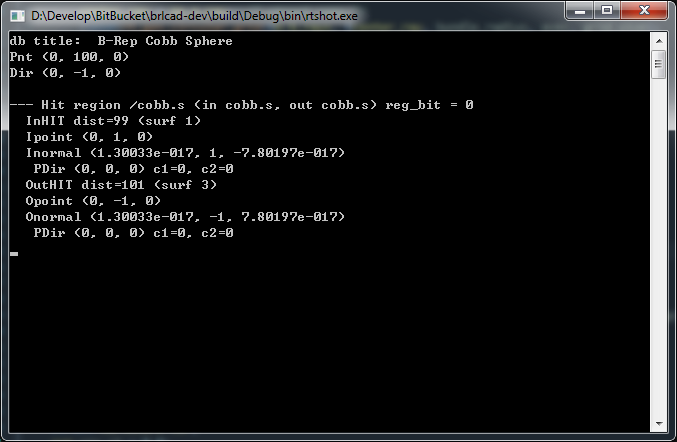 D:\Develop\BitBucket\brlcad-dev\build\Debug\bin\rtshot.exe
db title:  B-Rep Cobb Sphere
Pnt (0, 100, 0)
Dir (0, -1, 0)
--- Hit region /cobb.s (in cobb.s, out cobb.s) reg_bit = 0
  InHIT dist=99 (surf 1)
  Ipoint (0, 1, 0)
  Inormal (1.30033e-017, 1, -7.80197e-017)
   PDir (0, 0, 0) c1=0, c2=0
  OutHIT dist=101 (surf 3)
  Opoint (0, -1, 0)
  Onormal (1.30033e-017, -1, 7.80197e-017)
   PDir (0, 0, 0) c1=0, c2=0